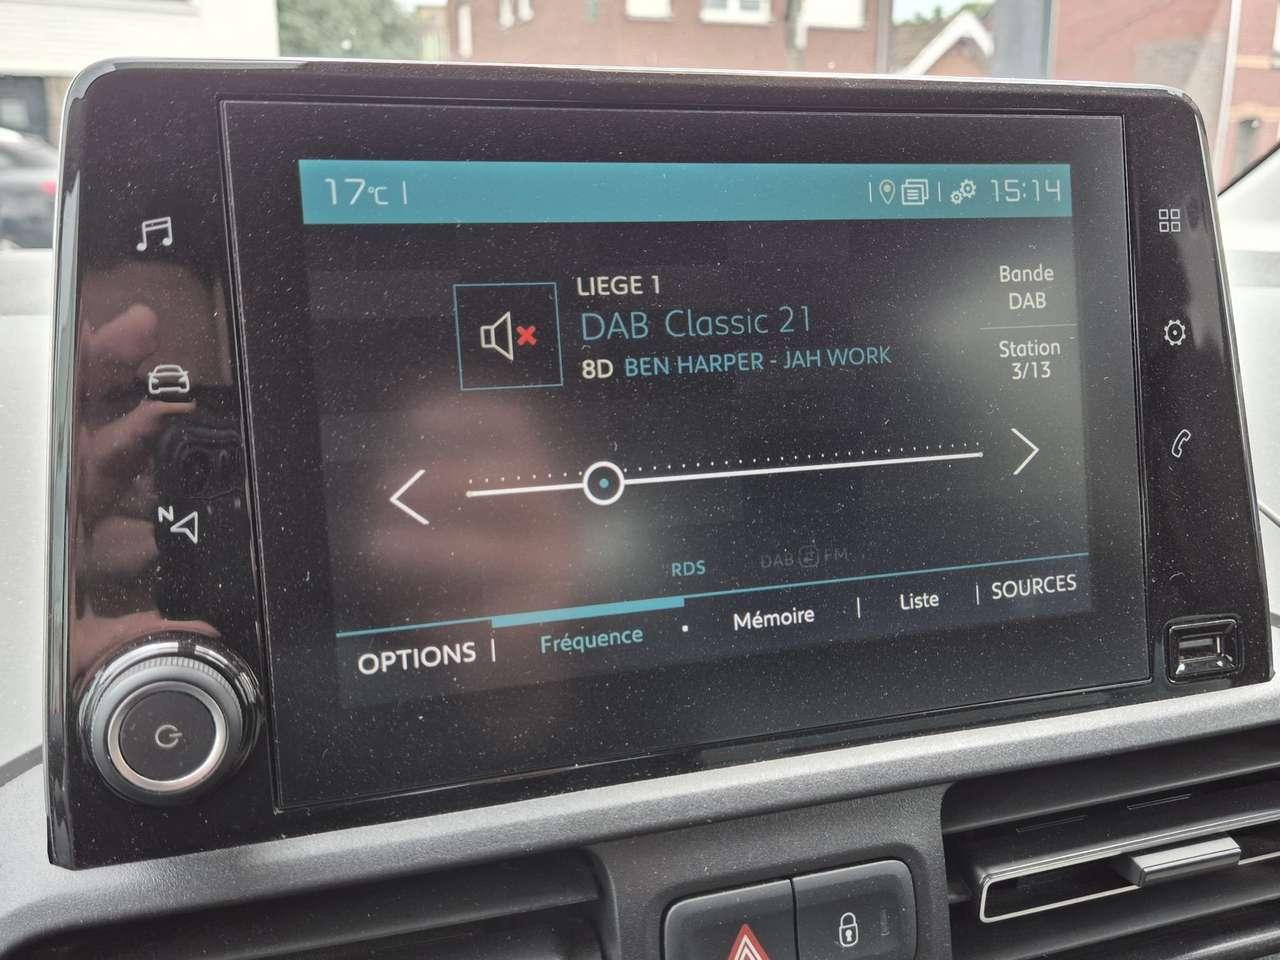 17°C
15:14
LIEGE 1
DAB Classic 21
8D BEN HARPER - JAH WORK
Bande
DAB
Station
3/13
N
RDS
DAB FM
OPTIONS
Fréquence
Mémoire
Liste
SOURCES